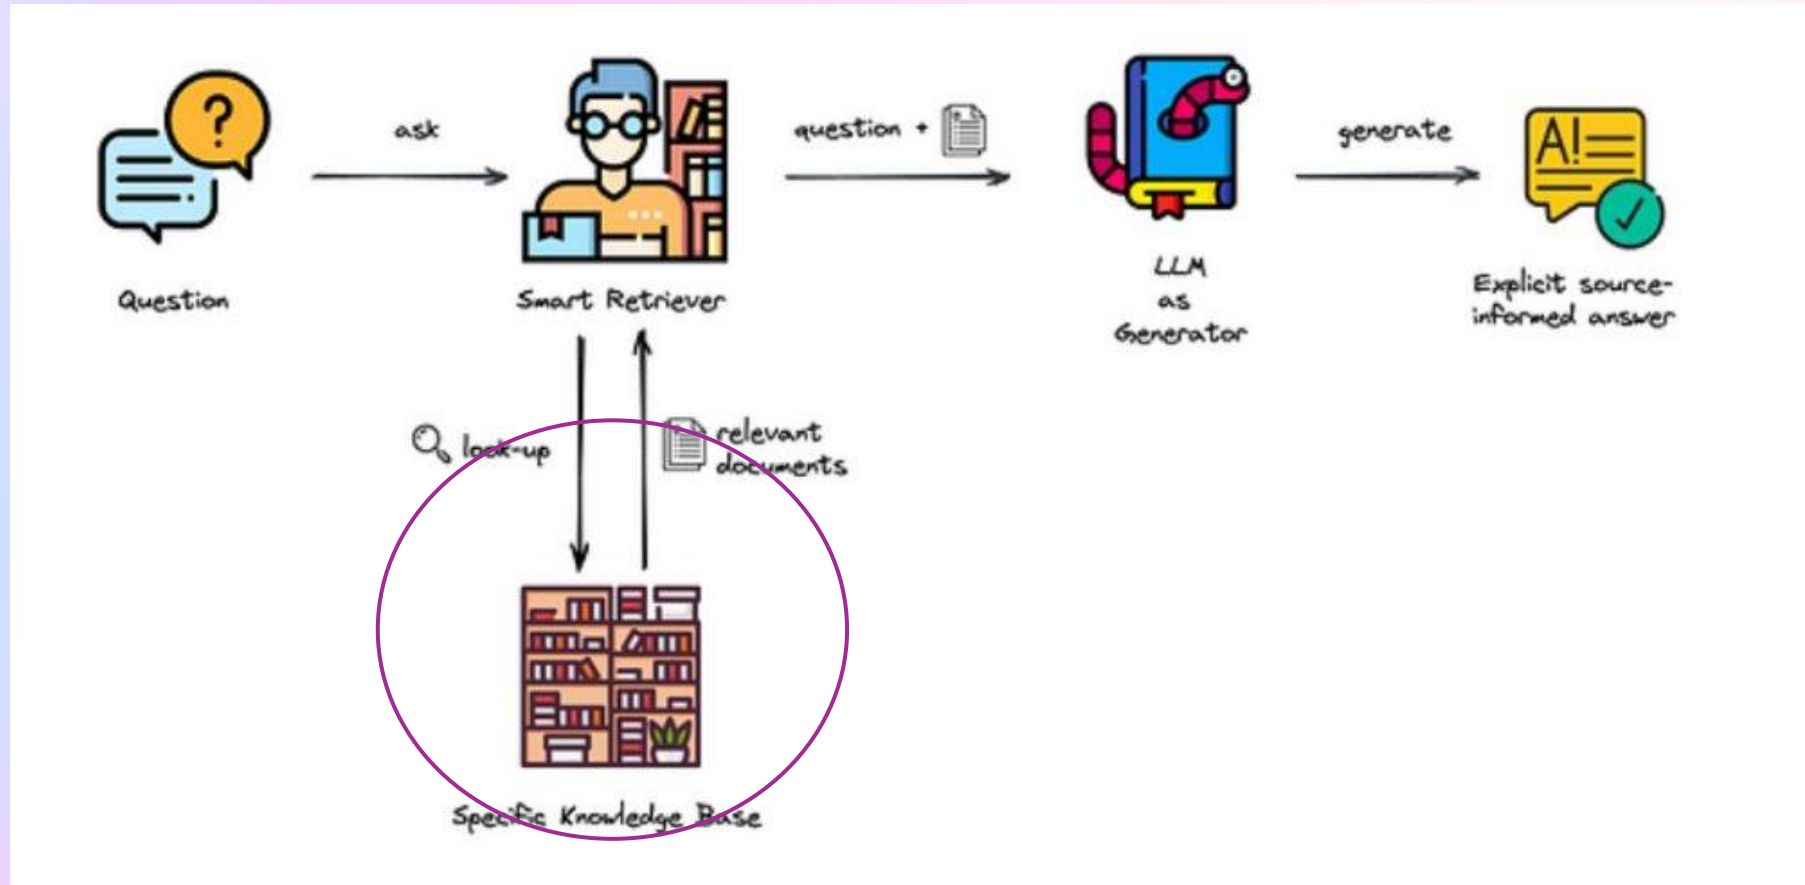 ?
ask
question +
generate
A!
Question
Smart Retriever
LLM
as
Generator
Explicit source-
informed answer
look-up
relevant
documents
Specific Knowledge Base